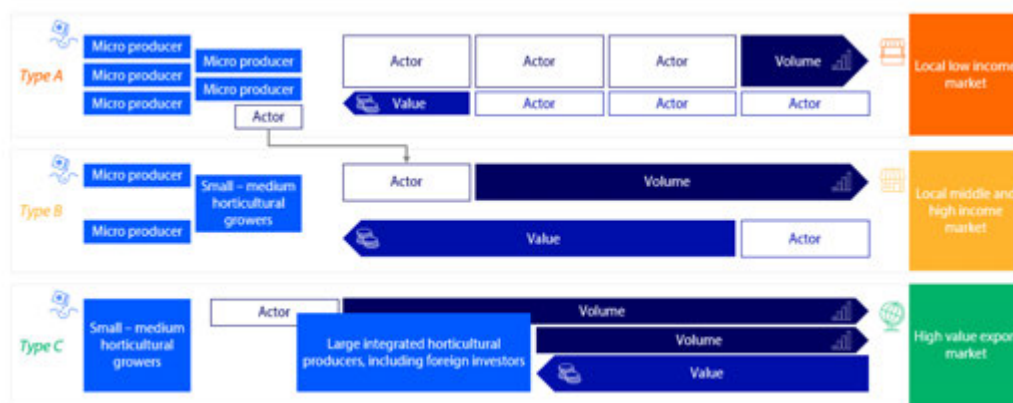 Type A
Micro producer
Micro producer
Micro producer
Micro producer
Micro producer
Actor
Actor
Actor
Actor
Volume
Value
Actor
Actor
Actor
Local low income
market
Type B
Micro producer
Micro producer
Small – medium
horticultural
growers
Actor
Volume
Value
Actor
Local middle and
high income
market
Type C
Small – medium
horticultural
growers
Actor
Large integrated horticultural
producers, including foreign investors
Volume
Volume
Value
High value export
market